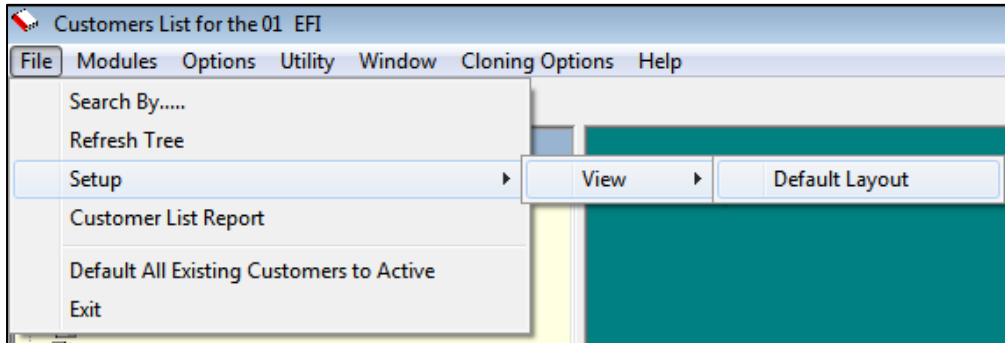 Customers List for the 01 EFI
File Modules Options Utility Window Cloning Options Help
Search By.....
Refresh Tree
Setup View Default Layout
Customer List Report
Default All Existing Customers to Active
Exit